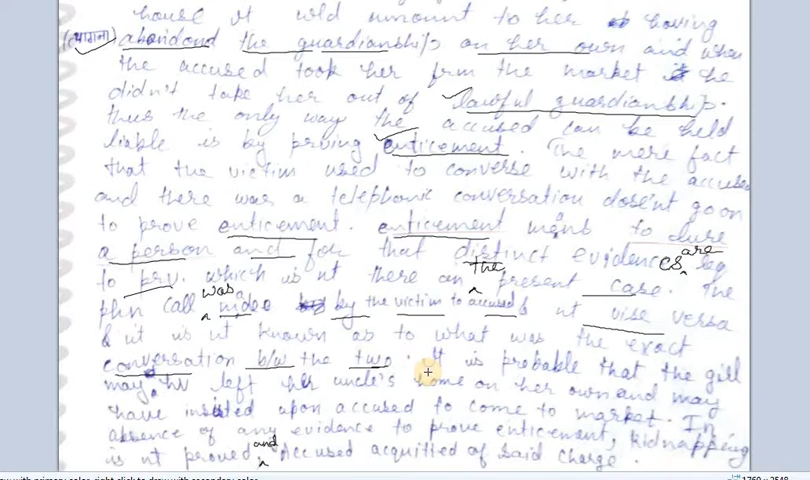 house it wld amount to her having
(भागना) abandond the guardianship on her own and when
the accused took her frm the market he
didn't take her out of lawful guardianship.
thus the only way the accused can be held
liable is by proving enticement. The mere fact
that the victim used to converse with the accused
and there was a telephonic conversation dose'nt go on
to prove enticement. enticement mens to lure
a person and for that distinct evidences are
to prv. which is nt there in the present case. The
phn call was made by the victim to accused & nt vise versa
& it is nt known as to what was the exact
conversation b/w the two. It is probable that the girl
may hv left her uncle's home on her own and may
have insisted upon accused to come to market. In
absence of any evidence to prove enticement, kidnapping
is nt proved and Accused acquitted of said charge.